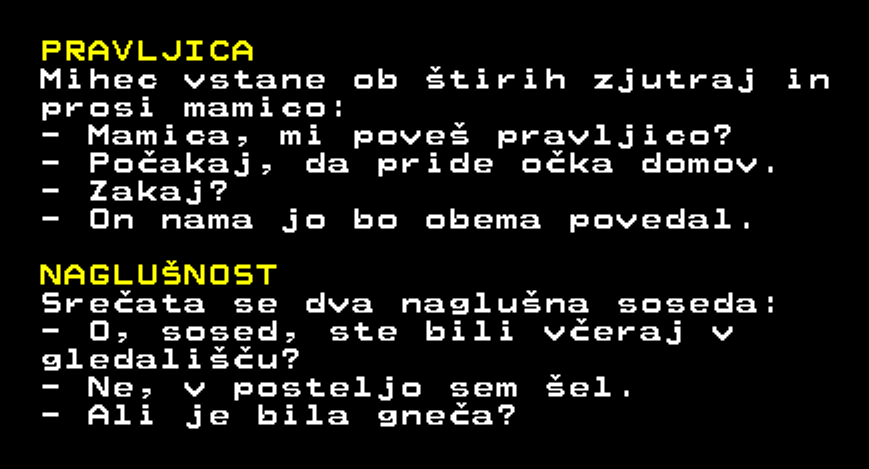 PRAVLJICA
Mihec vstane ob štirih zjutraj in
prosi mamico:
- Mamica, mi poveš pravljico?
- Počakaj, da pride očka domov.
- Zakaj?
- On nama jo bo obema povedal.
NAGLUŠNOST
Srečata se dva naglušna soseda:
- O, sosed, ste bili včeraj v
gledališču?
- Ne, v posteljo sem šel.
- Ali je bila gneča?